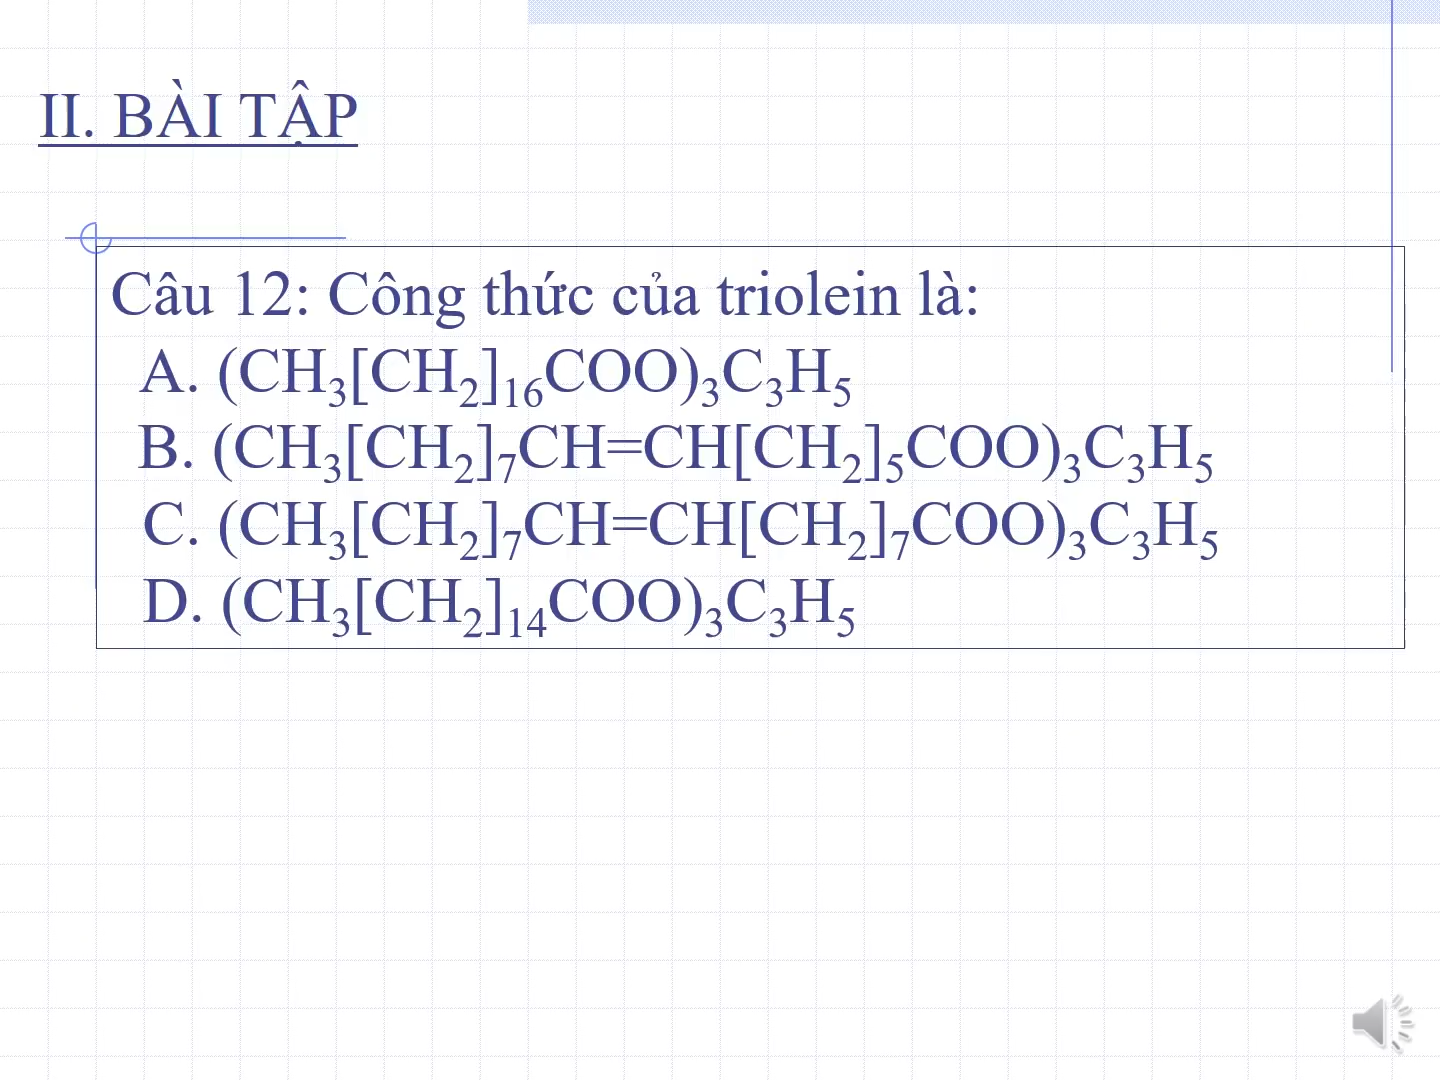 II. BÀI TẬP
Câu 12: Công thức của triolein là:
A. (CH₃[CH₂]₁₆COO)₃C₃H₅
B. (CH₃[CH₂]₇CH=CH[CH₂]₅COO)₃C₃H₅
C. (CH₃[CH₂]₇CH=CH[CH₂]₇COO)₃C₃H₅
D. (CH₃[CH₂]₁₄COO)₃C₃H₅